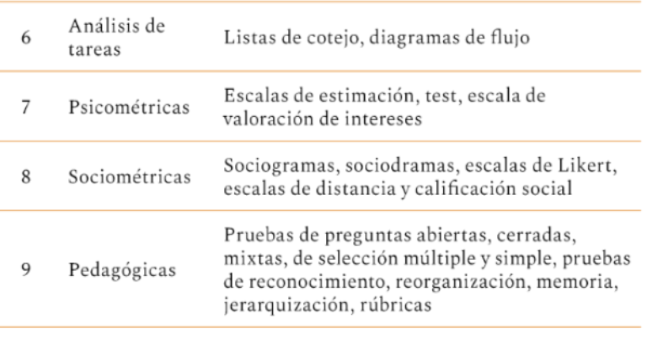 6 Análisis de tareas Listas de cotejo, diagramas de flujo
7 Psicométricas Escalas de estimación, test, escala de
valoración de intereses
8 Sociométricas Sociogramas, sociodramas, escalas de Likert,
escalas de distancia y calificación social
9 Pedagógicas Pruebas de preguntas abiertas, cerradas,
mixtas, de selección múltiple y simple, pruebas
de reconocimiento, reorganización, memoria,
jerarquización, rúbricas